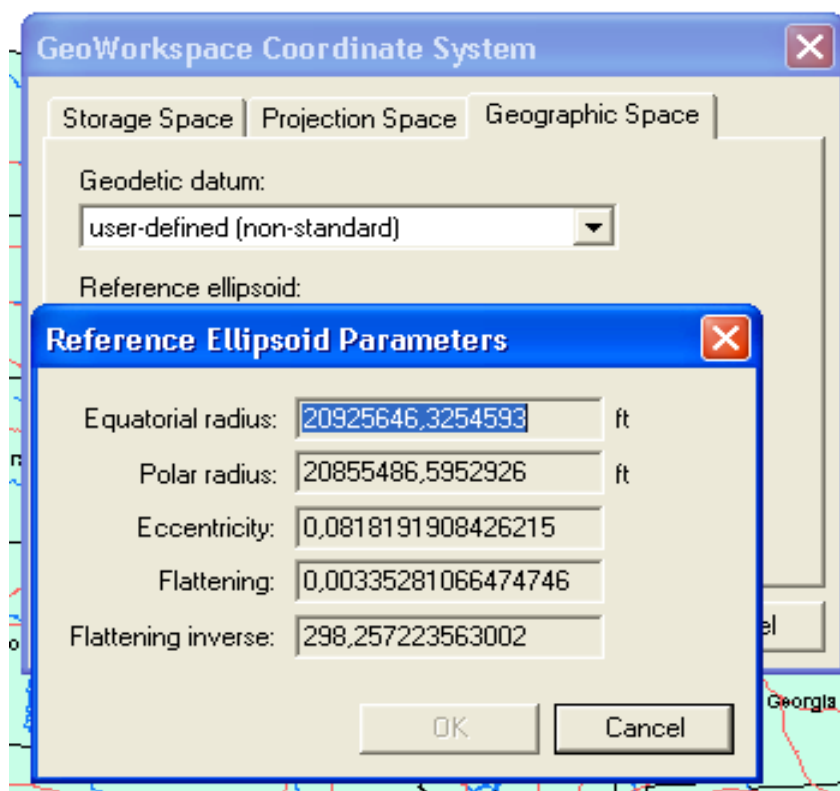 GeoWorkspace Coordinate System
Storage Space Projection Space Geographic Space
Geodetic datum:
user-defined (non-standard)
Reference ellipsoid:
Reference Ellipsoid Parameters
Equatorial radius: 20925646,3254593 ft
Polar radius: 20855486,5952926 ft
Eccentricity: 0,0818191908426215
Flattening: 0,00335281066474746
Flattening inverse: 298,257223563002
OK Cancel
Georgia